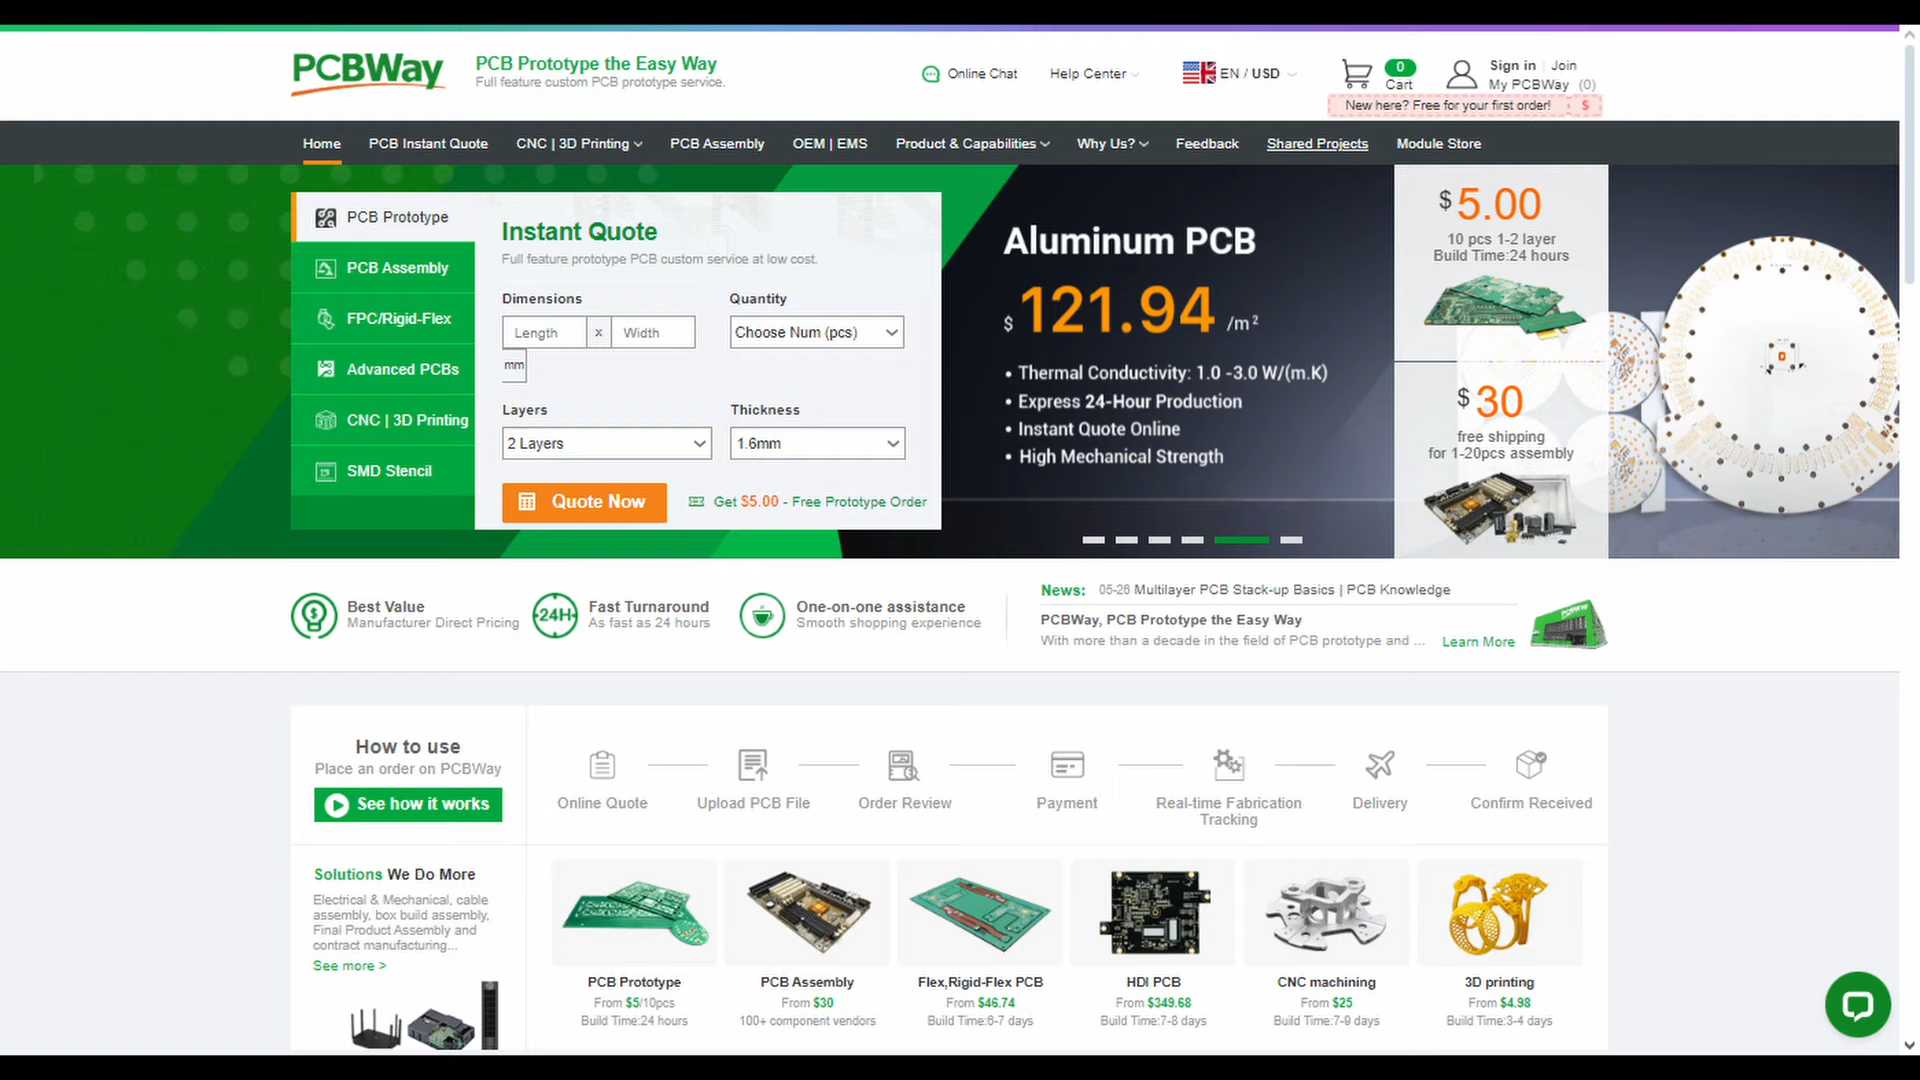 PCBWay
PCB Prototype the Easy Way
Full feature custom PCB prototype service.
Online Chat
Help Center
EN / USD
0
Cart
Sign in | Join
My PCBWay (0)
New here? Free for your first order! $
Home
PCB Instant Quote
CNC | 3D Printing
PCB Assembly
OEM | EMS
Product & Capabilities
Why Us?
Feedback
Shared Projects
Module Store
PCB Prototype
PCB Assembly
FPC/Rigid-Flex
Advanced PCBs
CNC | 3D Printing
SMD Stencil
Instant Quote
Full feature prototype PCB custom service at low cost.
Dimensions
Quantity
Length x Width
Choose Num (pcs)
mm
Layers
Thickness
2 Layers
1.6mm
Quote Now
Get $5.00 - Free Prototype Order
Aluminum PCB
$ 121.94 /m²
• Thermal Conductivity: 1.0 -3.0 W/(m.K)
• Express 24-Hour Production
• Instant Quote Online
• High Mechanical Strength
$5.00
10 pcs 1-2 layer
Build Time:24 hours
$30
free shipping
for 1-20pcs assembly
Best Value
Manufacturer Direct Pricing
24H
Fast Turnaround
As fast as 24 hours
One-on-one assistance
Smooth shopping experience
News: 05-26 Multilayer PCB Stack-up Basics | PCB Knowledge
PCBWay, PCB Prototype the Easy Way
With more than a decade in the field of PCB prototype and ... Learn More
PCBWay
How to use
Place an order on PCBWay
See how it works
Online Quote
Upload PCB File
Order Review
Payment
Real-time Fabrication
Tracking
Delivery
Confirm Received
Solutions We Do More
Electrical & Mechanical, cable
assembly, box build assembly,
Final Product Assembly and
contract manufacturing...
See more >
PCB Prototype
From $5/10pcs
Build Time:24 hours
PCB Assembly
From $30
100+ component vendors
Flex,Rigid-Flex PCB
From $46.74
Build Time:6-7 days
HDI PCB
From $349.68
Build Time:7-8 days
CNC machining
From $25
Build Time:7-9 days
3D printing
From $4.98
Build Time:3-4 days